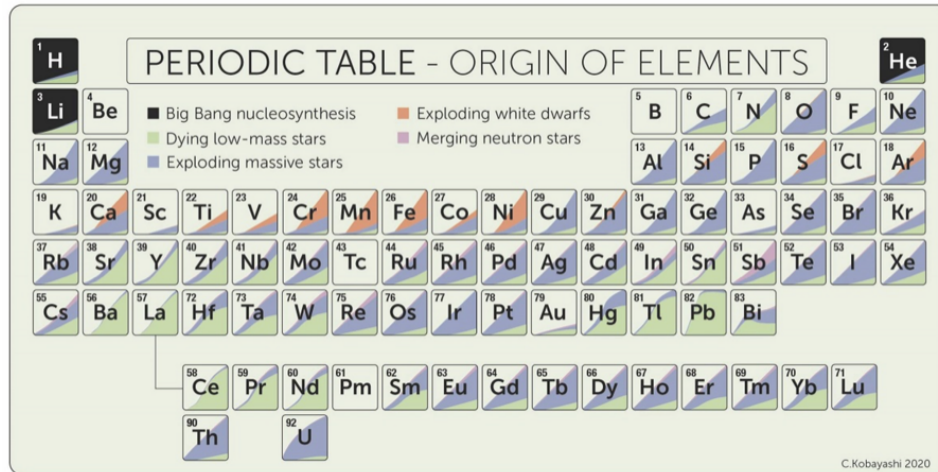 PERIODIC TABLE - ORIGIN OF ELEMENTS
1 H 2 He
Big Bang nucleosynthesis
Exploding white dwarfs
Dying low-mass stars
Merging neutron stars
Exploding massive stars
3 Li 4 Be 5 B 6 C 7 N 8 O 9 F 10 Ne
11 Na 12 Mg 13 Al 14 Si 15 P 16 S 17 Cl 18 Ar
19 K 20 Ca 21 Sc 22 Ti 23 V 24 Cr 25 Mn 26 Fe 27 Co 28 Ni 29 Cu 30 Zn 31 Ga 32 Ge 33 As 34 Se 35 Br 36 Kr
37 Rb 38 Sr 39 Y 40 Zr 41 Nb 42 Mo 43 Tc 44 Ru 45 Rh 46 Pd 47 Ag 48 Cd 49 In 50 Sn 51 Sb 52 Te 53 I 54 Xe
55 Cs 56 Ba 57 La 72 Hf 73 Ta 74 W 75 Re 76 Os 77 Ir 78 Pt 79 Au 80 Hg 81 Tl 82 Pb 83 Bi
58 Ce 59 Pr 60 Nd 61 Pm 62 Sm 63 Eu 64 Gd 65 Tb 66 Dy 67 Ho 68 Er 69 Tm 70 Yb 71 Lu
90 Th 92 U
C.Kobayashi 2020